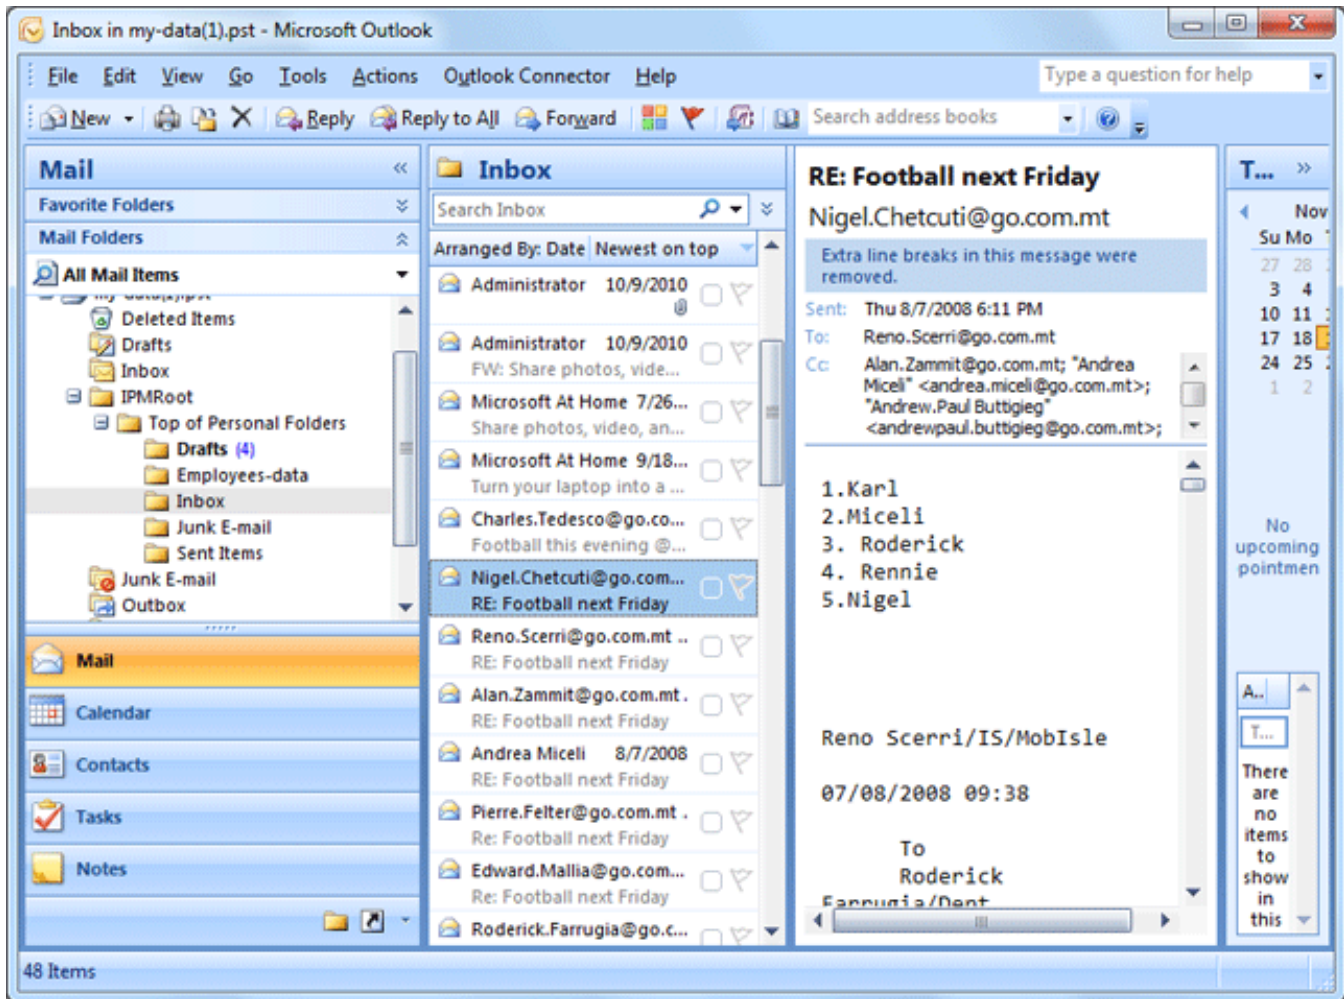 Inbox in my-data(1).pst - Microsoft Outlook
File Edit View Go Tools Actions Outlook Connector Help
Type a question for help
New Reply Reply to All Forward Search address books
Mail
Favorite Folders
Mail Folders
All Mail Items
my-data(1).pst
Deleted Items
Drafts
Inbox
IPMRoot
Top of Personal Folders
Drafts (4)
Employees-data
Inbox
Junk E-mail
Sent Items
Junk E-mail
Outbox
Mail
Calendar
Contacts
Tasks
Notes
Inbox
Search Inbox
Arranged By: Date Newest on top
Administrator 10/9/2010
Administrator 10/9/2010
FW: Share photos, vide...
Microsoft At Home 7/26...
Share photos, video, an...
Microsoft At Home 9/18...
Turn your laptop into a ...
Charles.Tedesco@go.co...
Football this evening @...
Nigel.Chetcuti@go.com...
RE: Football next Friday
Reno.Scerri@go.com.mt ..
RE: Football next Friday
Alan.Zammit@go.com.mt .
RE: Football next Friday
Andrea Miceli 8/7/2008
RE: Football next Friday
Pierre.Felter@go.com.mt .
Re: Football next Friday
Edward.Mallia@go.com...
Re: Football next Friday
Roderick.Farrugia@go.c...
RE: Football next Friday
Nigel.Chetcuti@go.com.mt
Extra line breaks in this message were
removed.
Sent: Thu 8/7/2008 6:11 PM
To: Reno.Scerri@go.com.mt
Cc: Alan.Zammit@go.com.mt; "Andrea
Miceli" <andrea.miceli@go.com.mt>;
"Andrew.Paul Buttigieg"
<andrewpaul.buttigieg@go.com.mt>;
1.Karl
2.Miceli
3. Roderick
4. Rennie
5.Nigel
Reno Scerri/IS/MobIsle
07/08/2008 09:38
To
Roderick
Farrugia/Dent
T...
Nov
Su Mo
27 28
3 4
10 11
17 18
24 25
1 2
No
upcoming
pointmen
A..
T...
There
are
no
items
to
show
in
this
48 Items